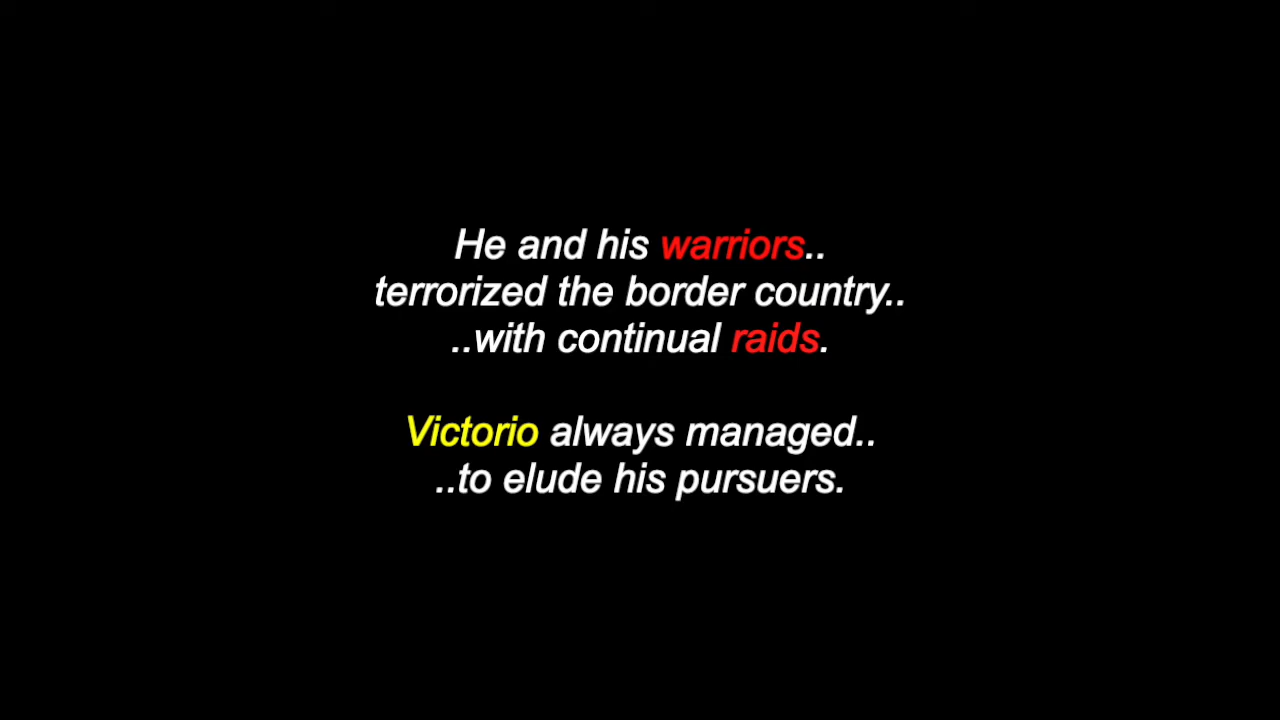 He and his warriors..
terrorized the border country..
..with continual raids.
Victorio always managed..
..to elude his pursuers.